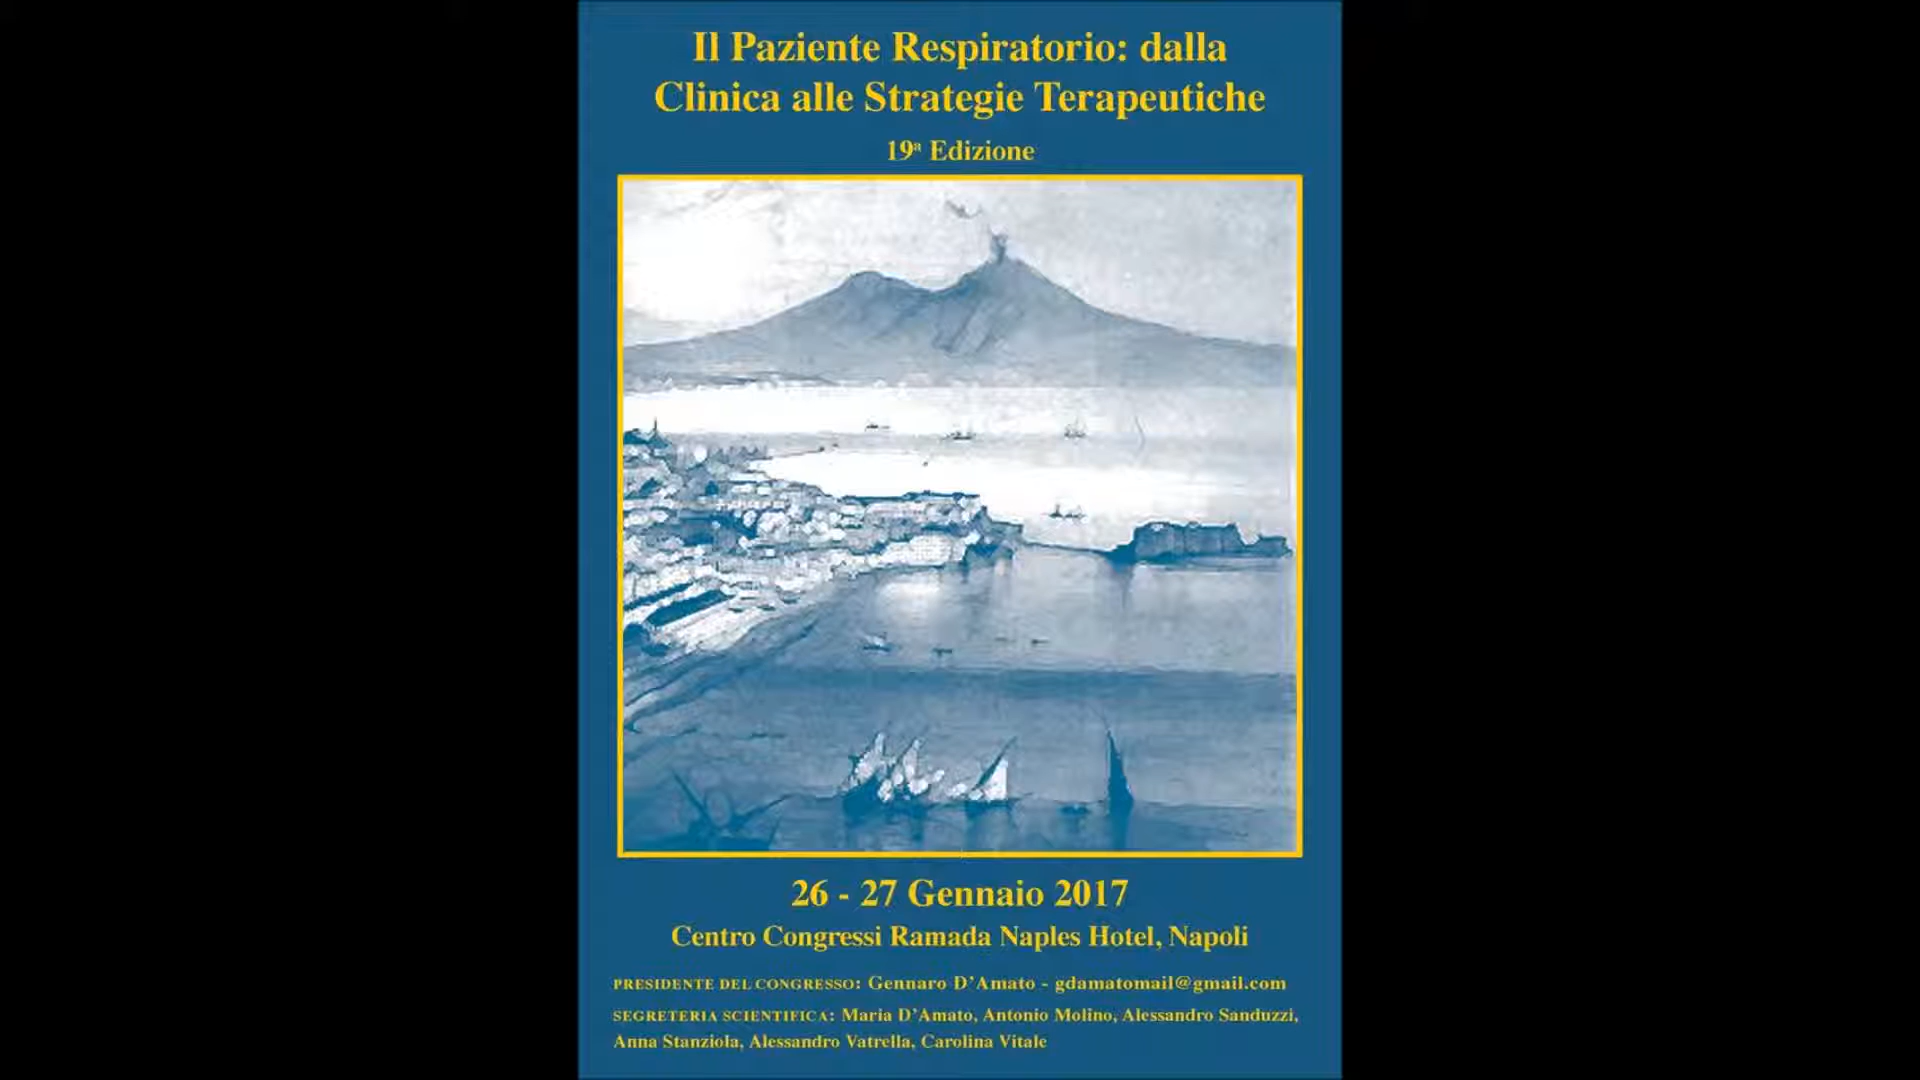 Il Paziente Respiratorio: dalla
Clinica alle Strategie Terapeutiche
19ª Edizione
26 - 27 Gennaio 2017
Centro Congressi Ramada Naples Hotel, Napoli
PRESIDENTE DEL CONGRESSO: Gennaro D’Amato - gdamatomail@gmail.com
SEGRETERIA SCIENTIFICA: Maria D’Amato, Antonio Molino, Alessandro Sanduzzi,
Anna Stanziola, Alessandro Vatrella, Carolina Vitale